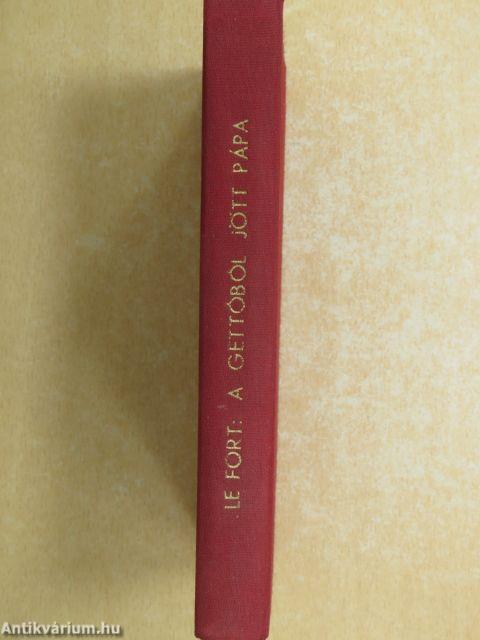 LE FORT: A GETTÓBÓL JÖTT PÁPA
Antikvárium.hu